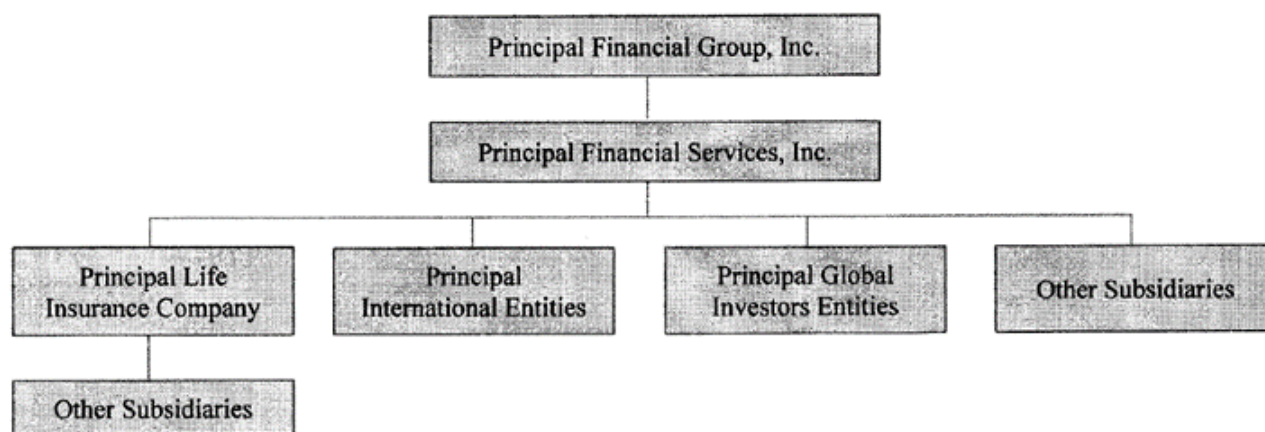 Principal Financial Group, Inc.
Principal Financial Services, Inc.
Principal Life
Insurance Company
Principal
International Entities
Principal Global
Investors Entities
Other Subsidiaries
Other Subsidiaries